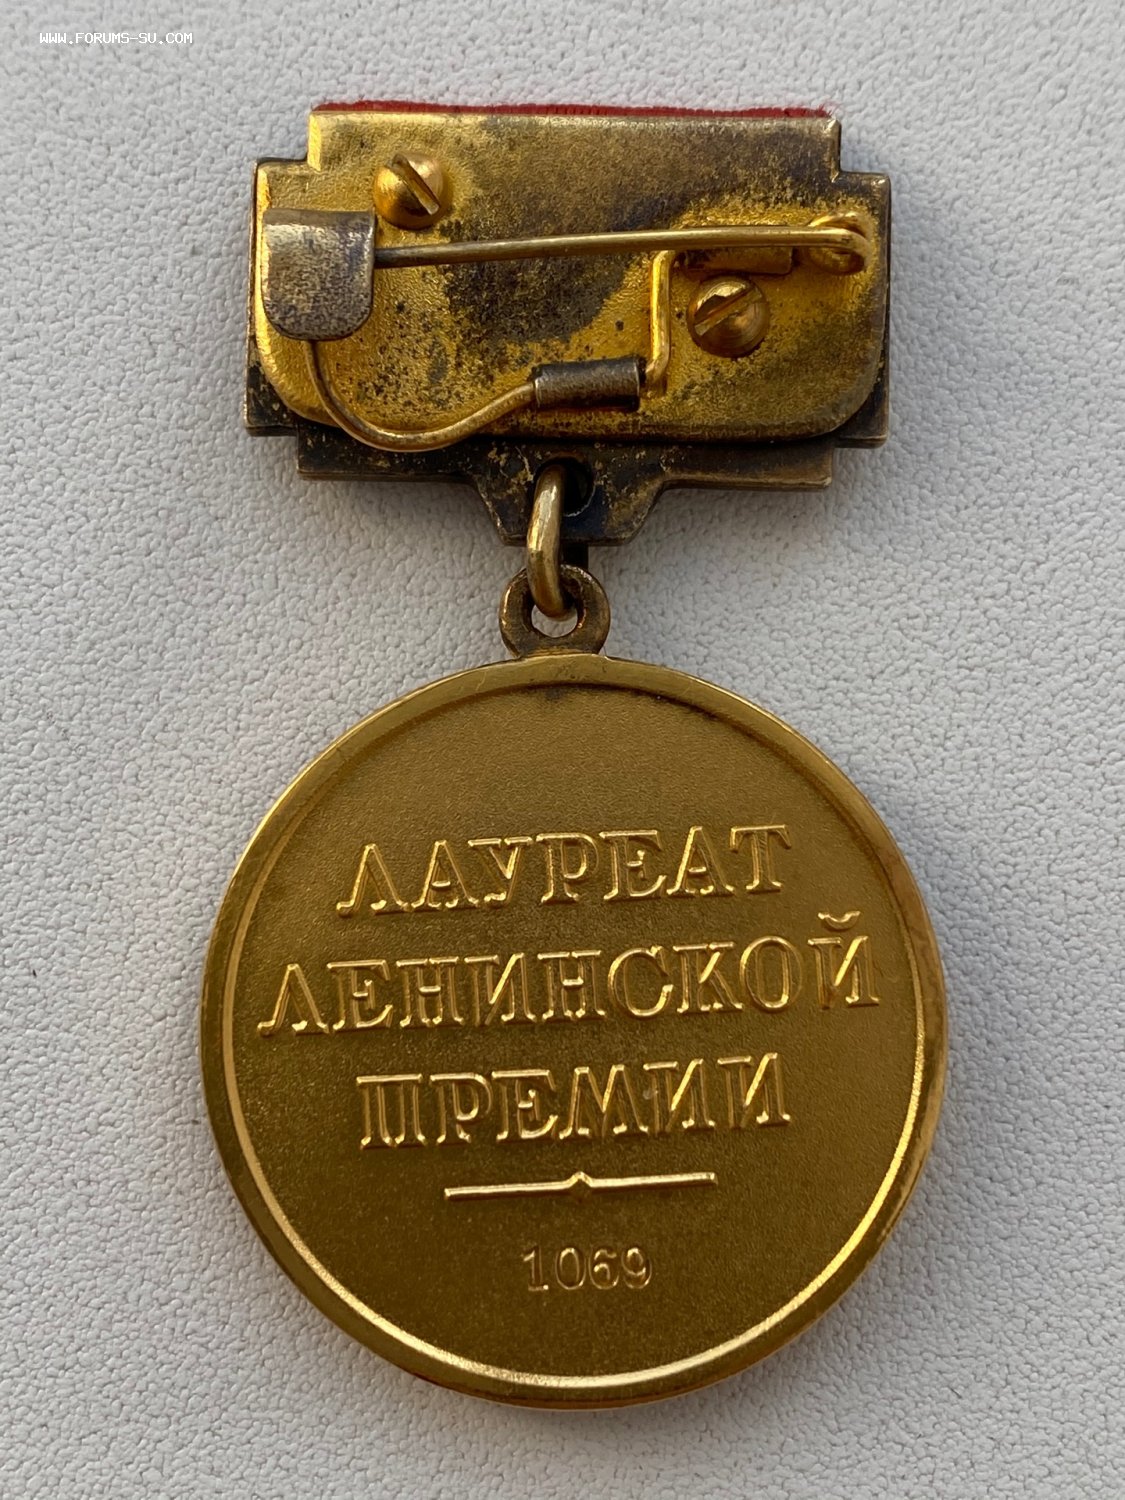 WWW.FORUMS-SU.COM
ЛАУРЕАТ
ЛЕНИНСКОЙ
ПРЕМИИ
1069